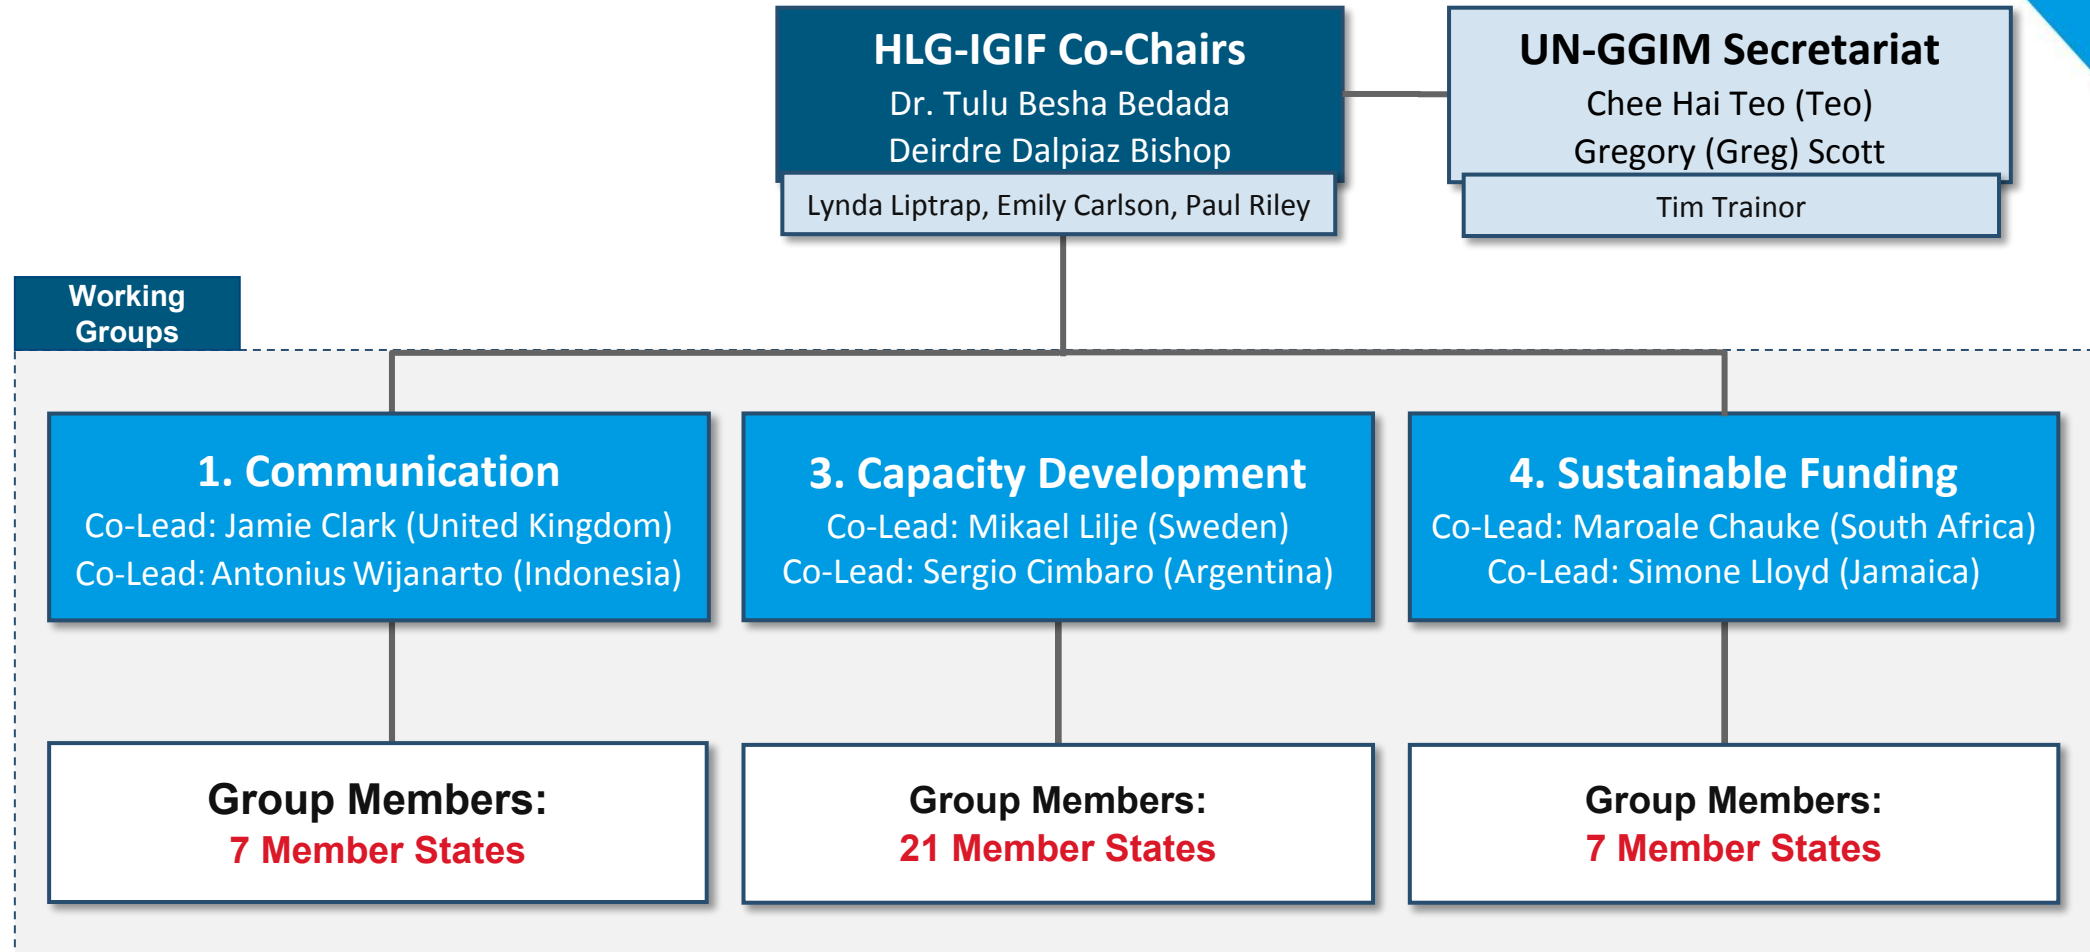 HLG-IGIF Co-Chairs
Dr. Tulu Besha Bedada
Deirdre Dalpiaz Bishop
Lynda Liptrap, Emily Carlson, Paul Riley
UN-GGIM Secretariat
Chee Hai Teo (Teo)
Gregory (Greg) Scott
Tim Trainor
Working
Groups
1. Communication
Co-Lead: Jamie Clark (United Kingdom)
Co-Lead: Antonius Wijanarto (Indonesia)
3. Capacity Development
Co-Lead: Mikael Lilje (Sweden)
Co-Lead: Sergio Cimbaro (Argentina)
4. Sustainable Funding
Co-Lead: Maroale Chauke (South Africa)
Co-Lead: Simone Lloyd (Jamaica)
Group Members:
7 Member States
Group Members:
21 Member States
Group Members:
7 Member States